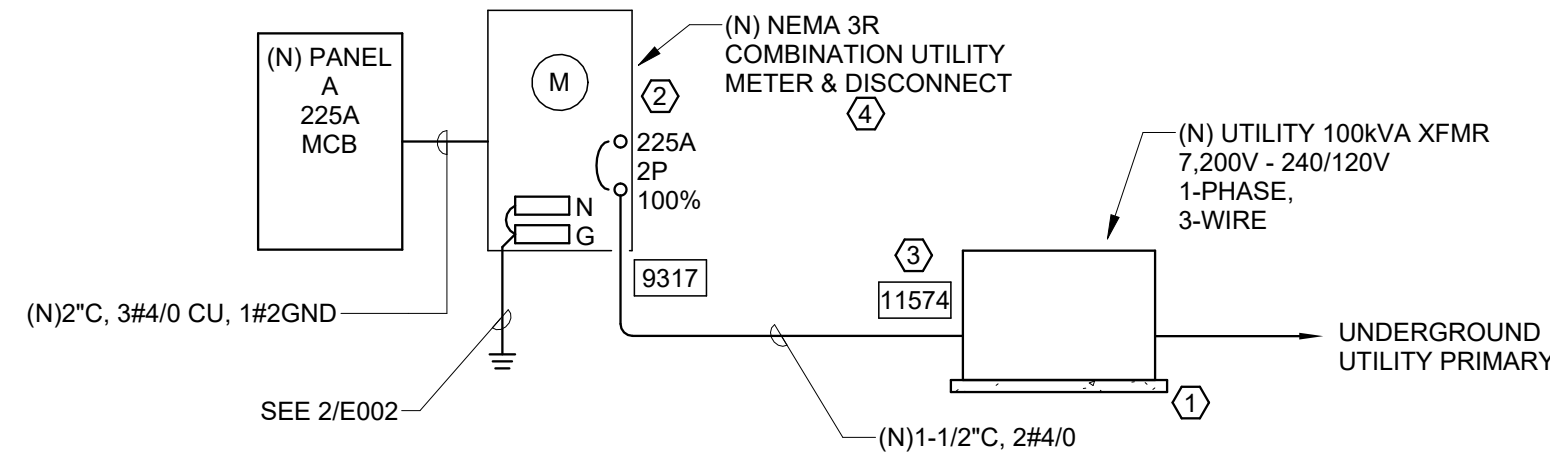 (N) PANEL
A
225A
MCB
M
(N) NEMA 3R
COMBINATION UTILITY
METER & DISCONNECT
2
4
225A
2P
100%
N
G
9317
(N)2"C, 3#4/0 CU, 1#2GND
SEE 2/E002
3
11574
(N) UTILITY 100kVA XFMR
7,200V - 240/120V
1-PHASE,
3-WIRE
UNDERGROUND
UTILITY PRIMARY
1
(N)1-1/2"C, 2#4/0